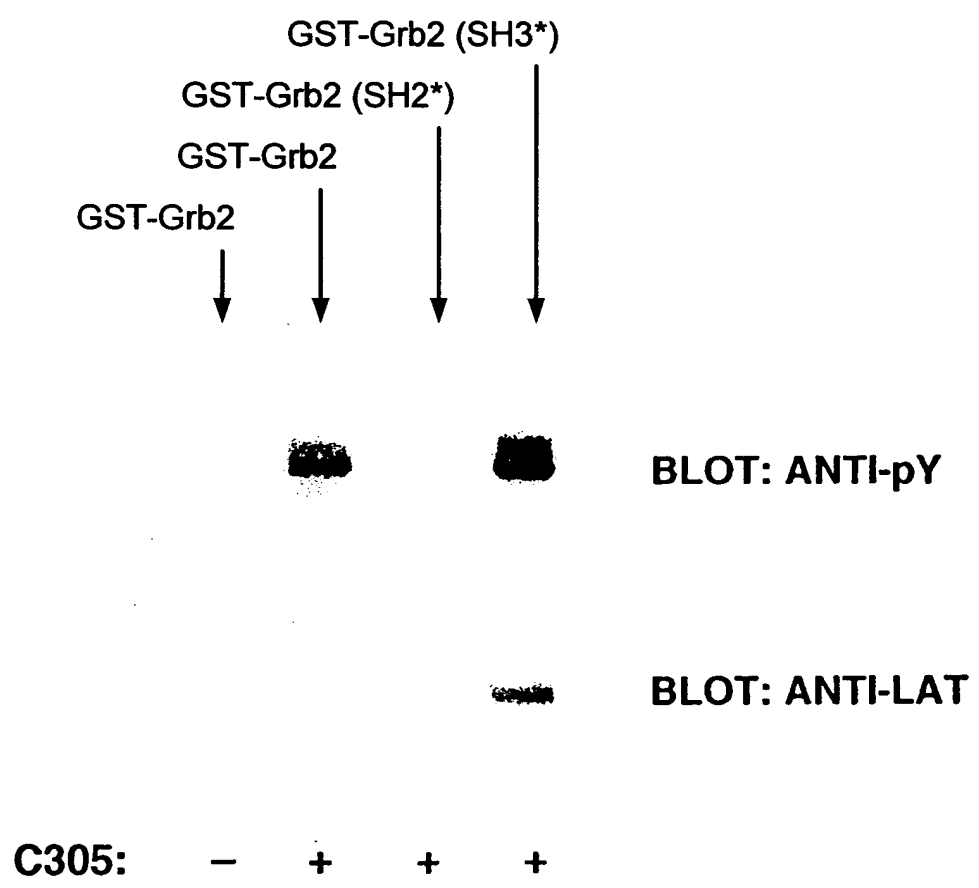 GST-Grb2 (SH3*)
GST-Grb2 (SH2*)
GST-Grb2
GST-Grb2
BLOT: ANTI-pY
BLOT: ANTI-LAT
C305: – + + +